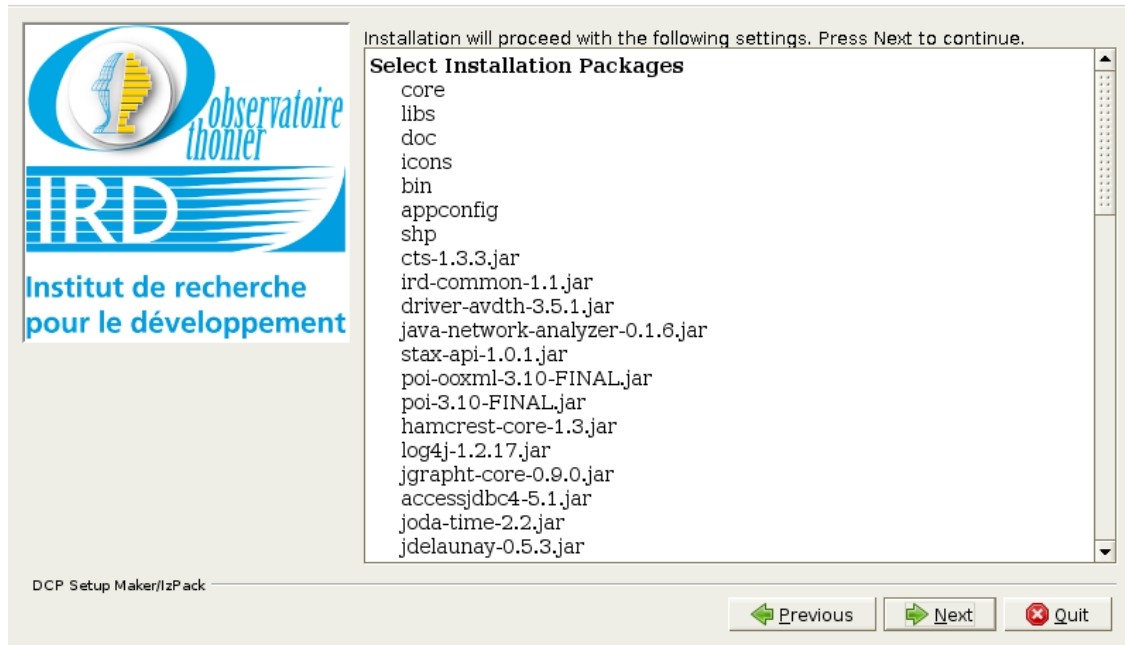 Observatoire
thonier
IRD
Institut de recherche
pour le développement
Installation will proceed with the following settings. Press Next to continue.
Select Installation Packages
core
libs
doc
icons
bin
appconfig
shp
cts-1.3.3.jar
ird-common-1.1.jar
driver-avdth-3.5.1.jar
java-network-analyzer-0.1.6.jar
stax-api-1.0.1.jar
poi-ooxml-3.10-FINAL.jar
poi-3.10-FINAL.jar
hamcrest-core-1.3.jar
log4j-1.2.17.jar
jgrapht-core-0.9.0.jar
accessjdbc4-5.1.jar
joda-time-2.2.jar
jdelaunay-0.5.3.jar
DCP Setup Maker/IzPack
Previous
Next
Quit